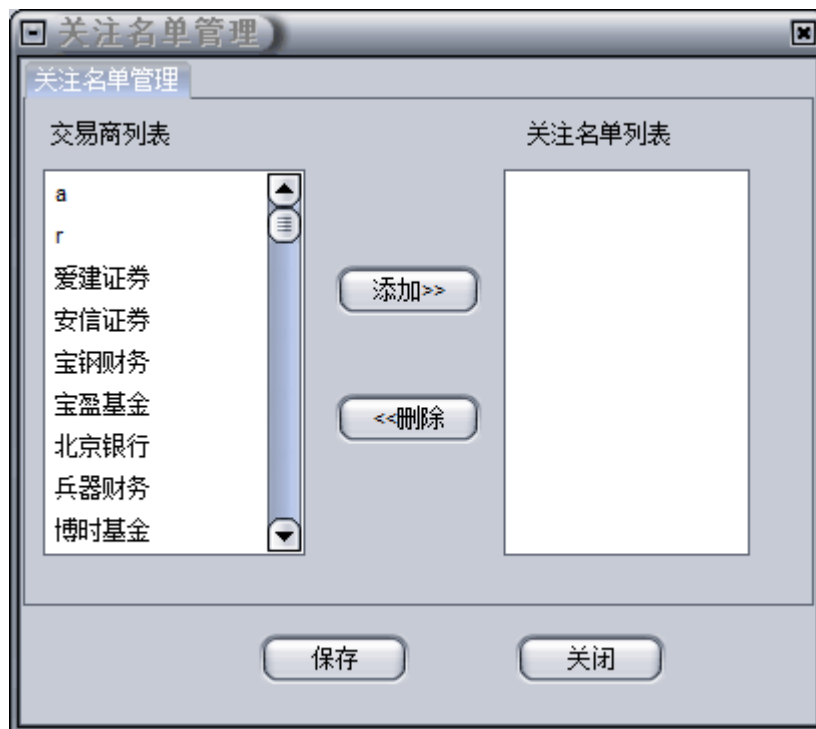 关注名单管理
关注名单管理
交易商列表
关注名单列表
a
r
爱建证券
安信证券
宝钢财务
宝盈基金
北京银行
兵器财务
博时基金
添加>>
<<删除
保存
关闭